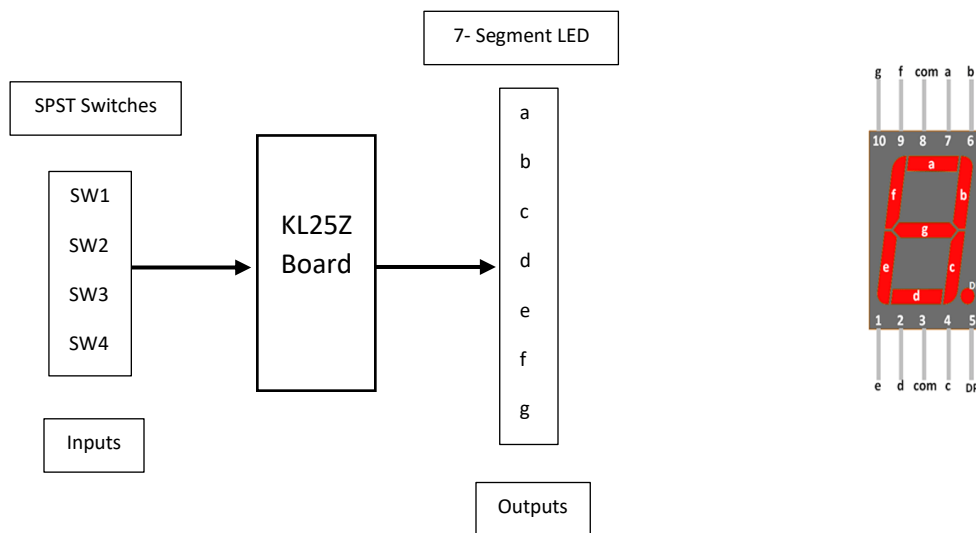 7- Segment LED
SPST Switches
SW1
SW2
SW3
SW4
Inputs
KL25Z
Board
a
b
c
d
e
f
g
Outputs
g f com a b
10 9 8 7 6
a
f b
g
e c
d D
1 2 3 4 5
e d com c DP